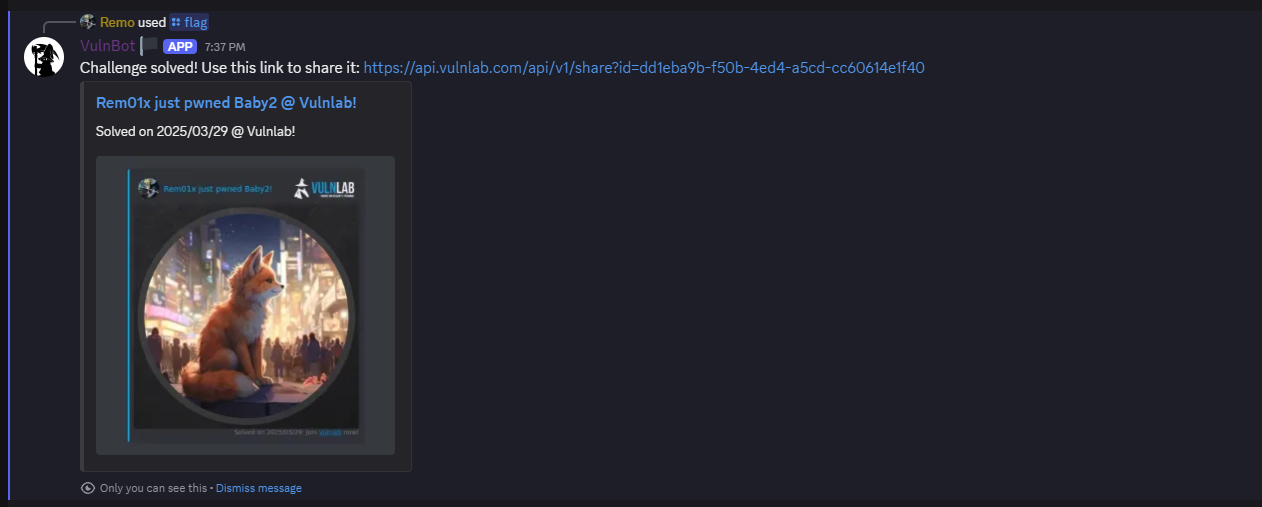 Remo used flag
VulnBot APP 7:37 PM
Challenge solved! Use this link to share it: https://api.vulnlab.com/api/v1/share?id=dd1eba9b-f50b-4ed4-a5cd-cc60614e1f40
Rem01x just pwned Baby2 @ Vulnlab!
Solved on 2025/03/29 @ Vulnlab!
Rem01x just pwned Baby2!
VULNLAB
Solved on 2025/03/29. Join Vulnlab now!
Only you can see this • Dismiss message